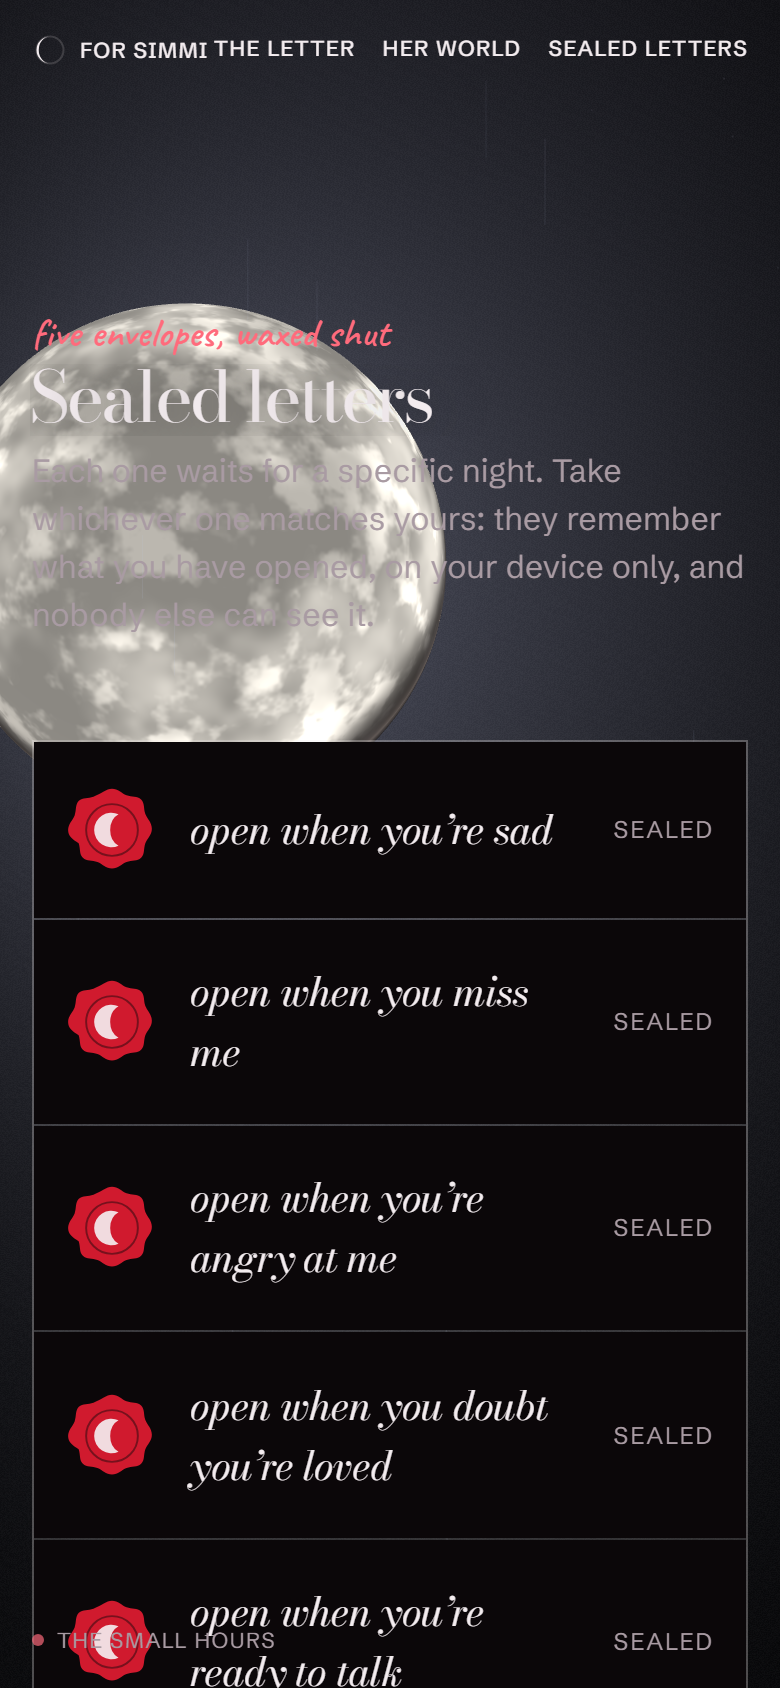 FOR SIMMI THE LETTER HER WORLD SEALED LETTERS
five envelopes, waxed shut
Sealed letters
Each one waits for a specific night. Take
whichever one matches yours: they remember
what you have opened, on your device only, and
nobody else can see it.
open when you’re sad SEALED
open when you miss
me
SEALED
open when you’re
angry at me
SEALED
open when you doubt
you’re loved
SEALED
open when you’re
ready to talk
SEALED
THE SMALL HOURS